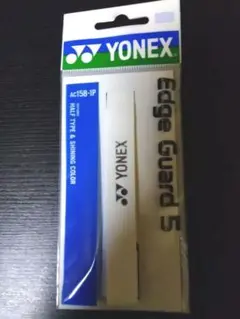 YONEX
AC158-1P
HALF TYPE & SHINING COLOR
YONEX
Edge Guard 5